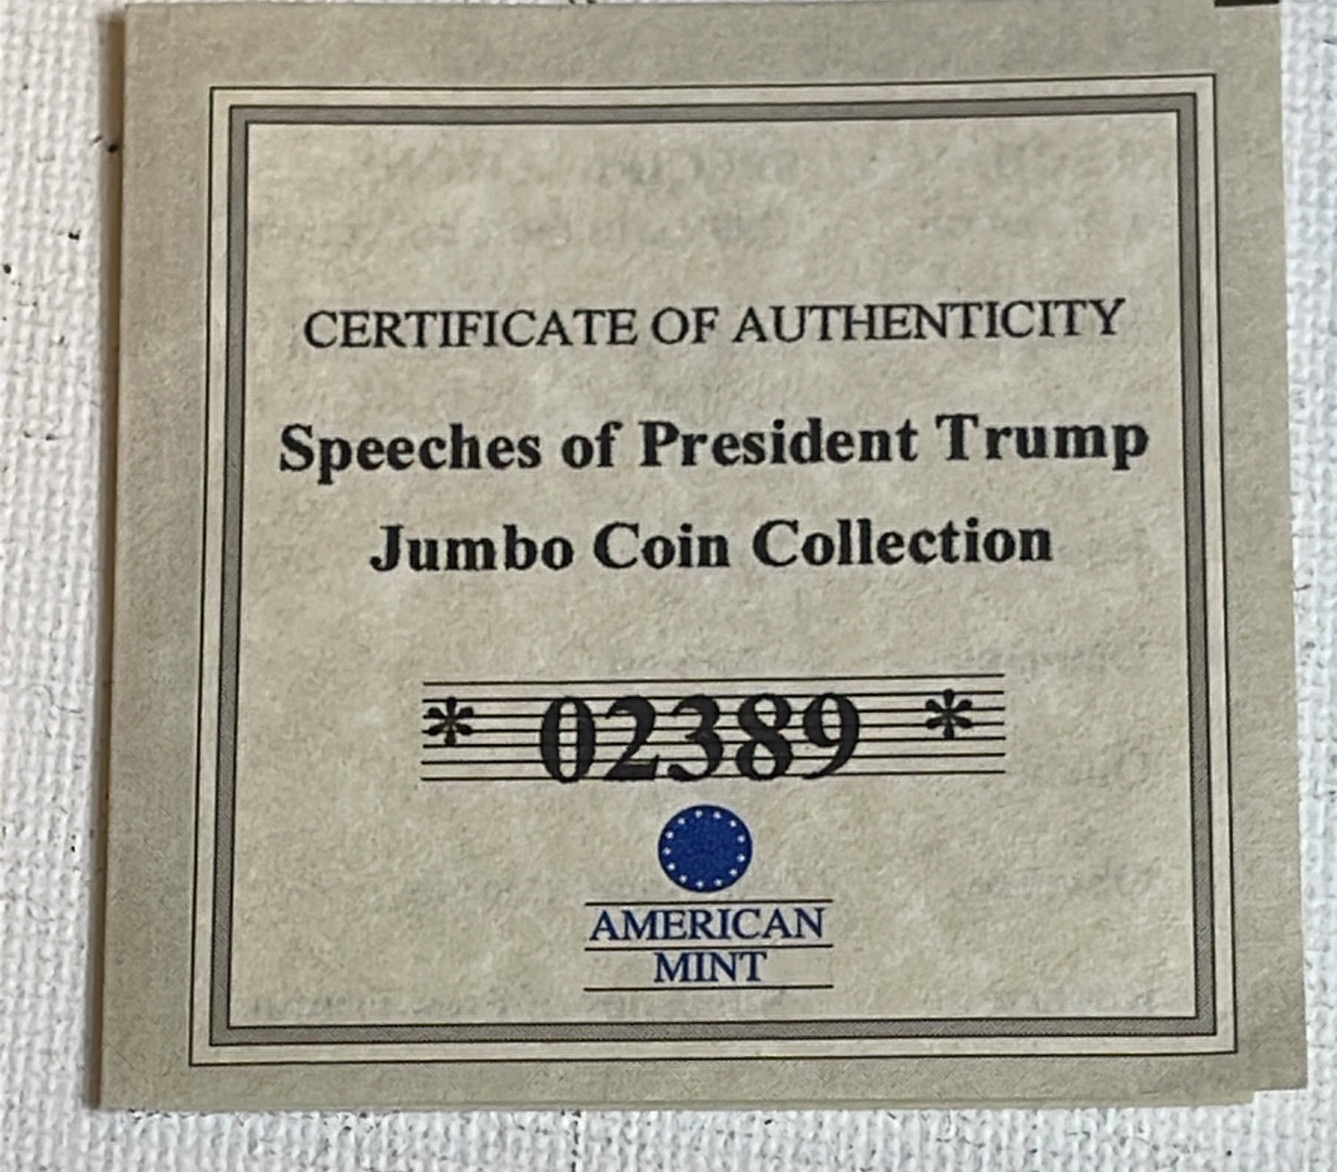 CERTIFICATE OF AUTHENTICITY
Speeches of President Trump
Jumbo Coin Collection
* 02389 *
AMERICAN
MINT